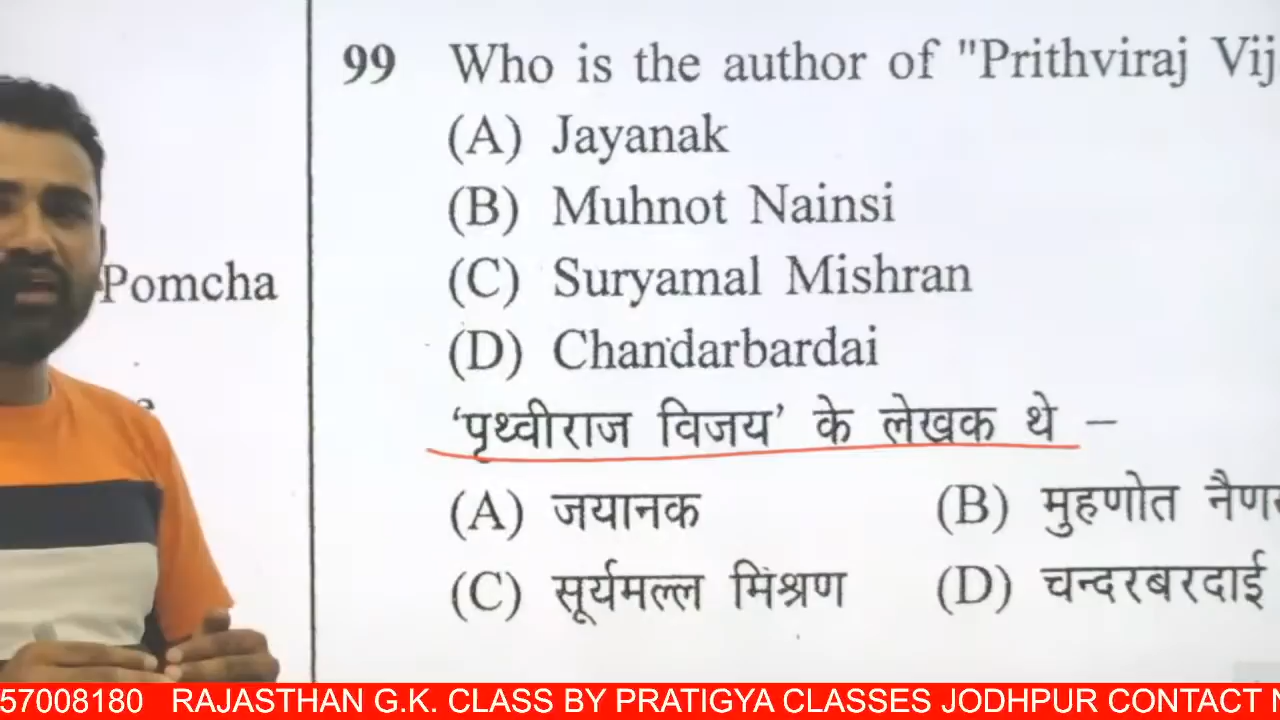 99 Who is the author of "Prithviraj Vij
(A) Jayanak
(B) Muhnot Nainsi
Pomcha
(C) Suryamal Mishran
(D) Chandarbardai
'पृथ्वीराज विजय' के लेखक थे –
(A) जयानक (B) मुहणोत
(C) सूर्यमल्ल मिश्रण (D) चन्दरबरदाई
57008180 RAJASTHAN G.K. CLASS BY PRATIGYA CLASSES JODHPUR CONTACT